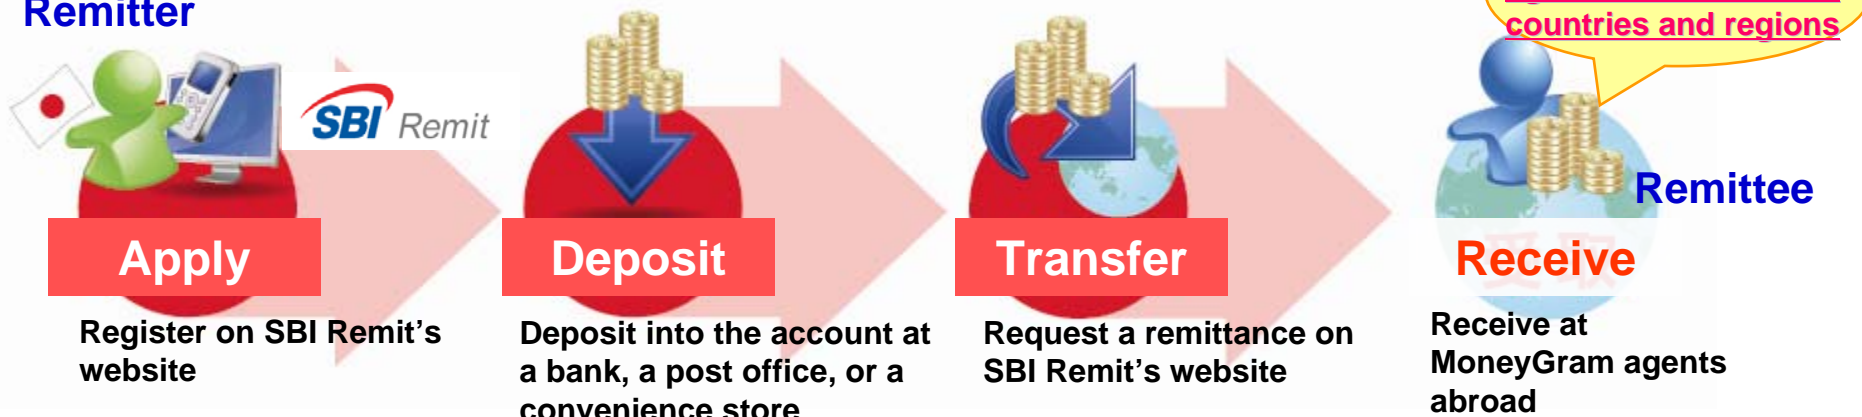 Remitter
countries and regions
SBI Remit
Remittee
Apply
Deposit
Transfer
受取
Receive
Register on SBI Remit's
website
Deposit into the account at
a bank, a post office, or a
convenience store
Request a remittance on
SBI Remit's website
Receive at
MoneyGram agents
abroad